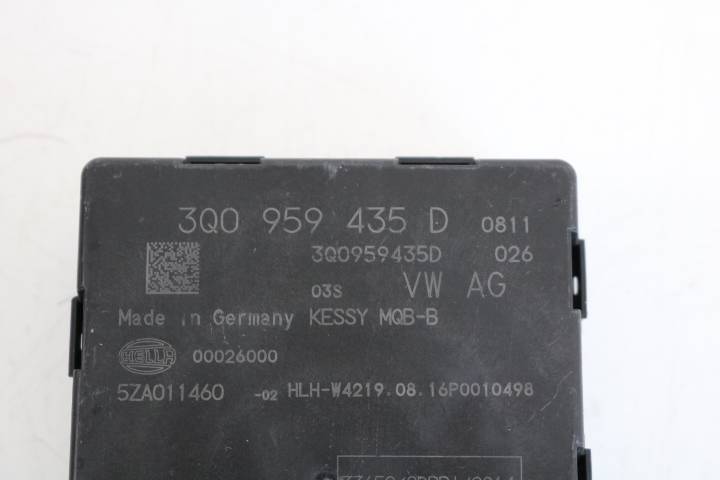 3Q0 959 435 D 0811
3Q0959435D 026
03S VW AG
Made in Germany KESSY MQB-B
HELLA 00026000
5ZA011460 -02 HLH-W4219.08.16P0010498